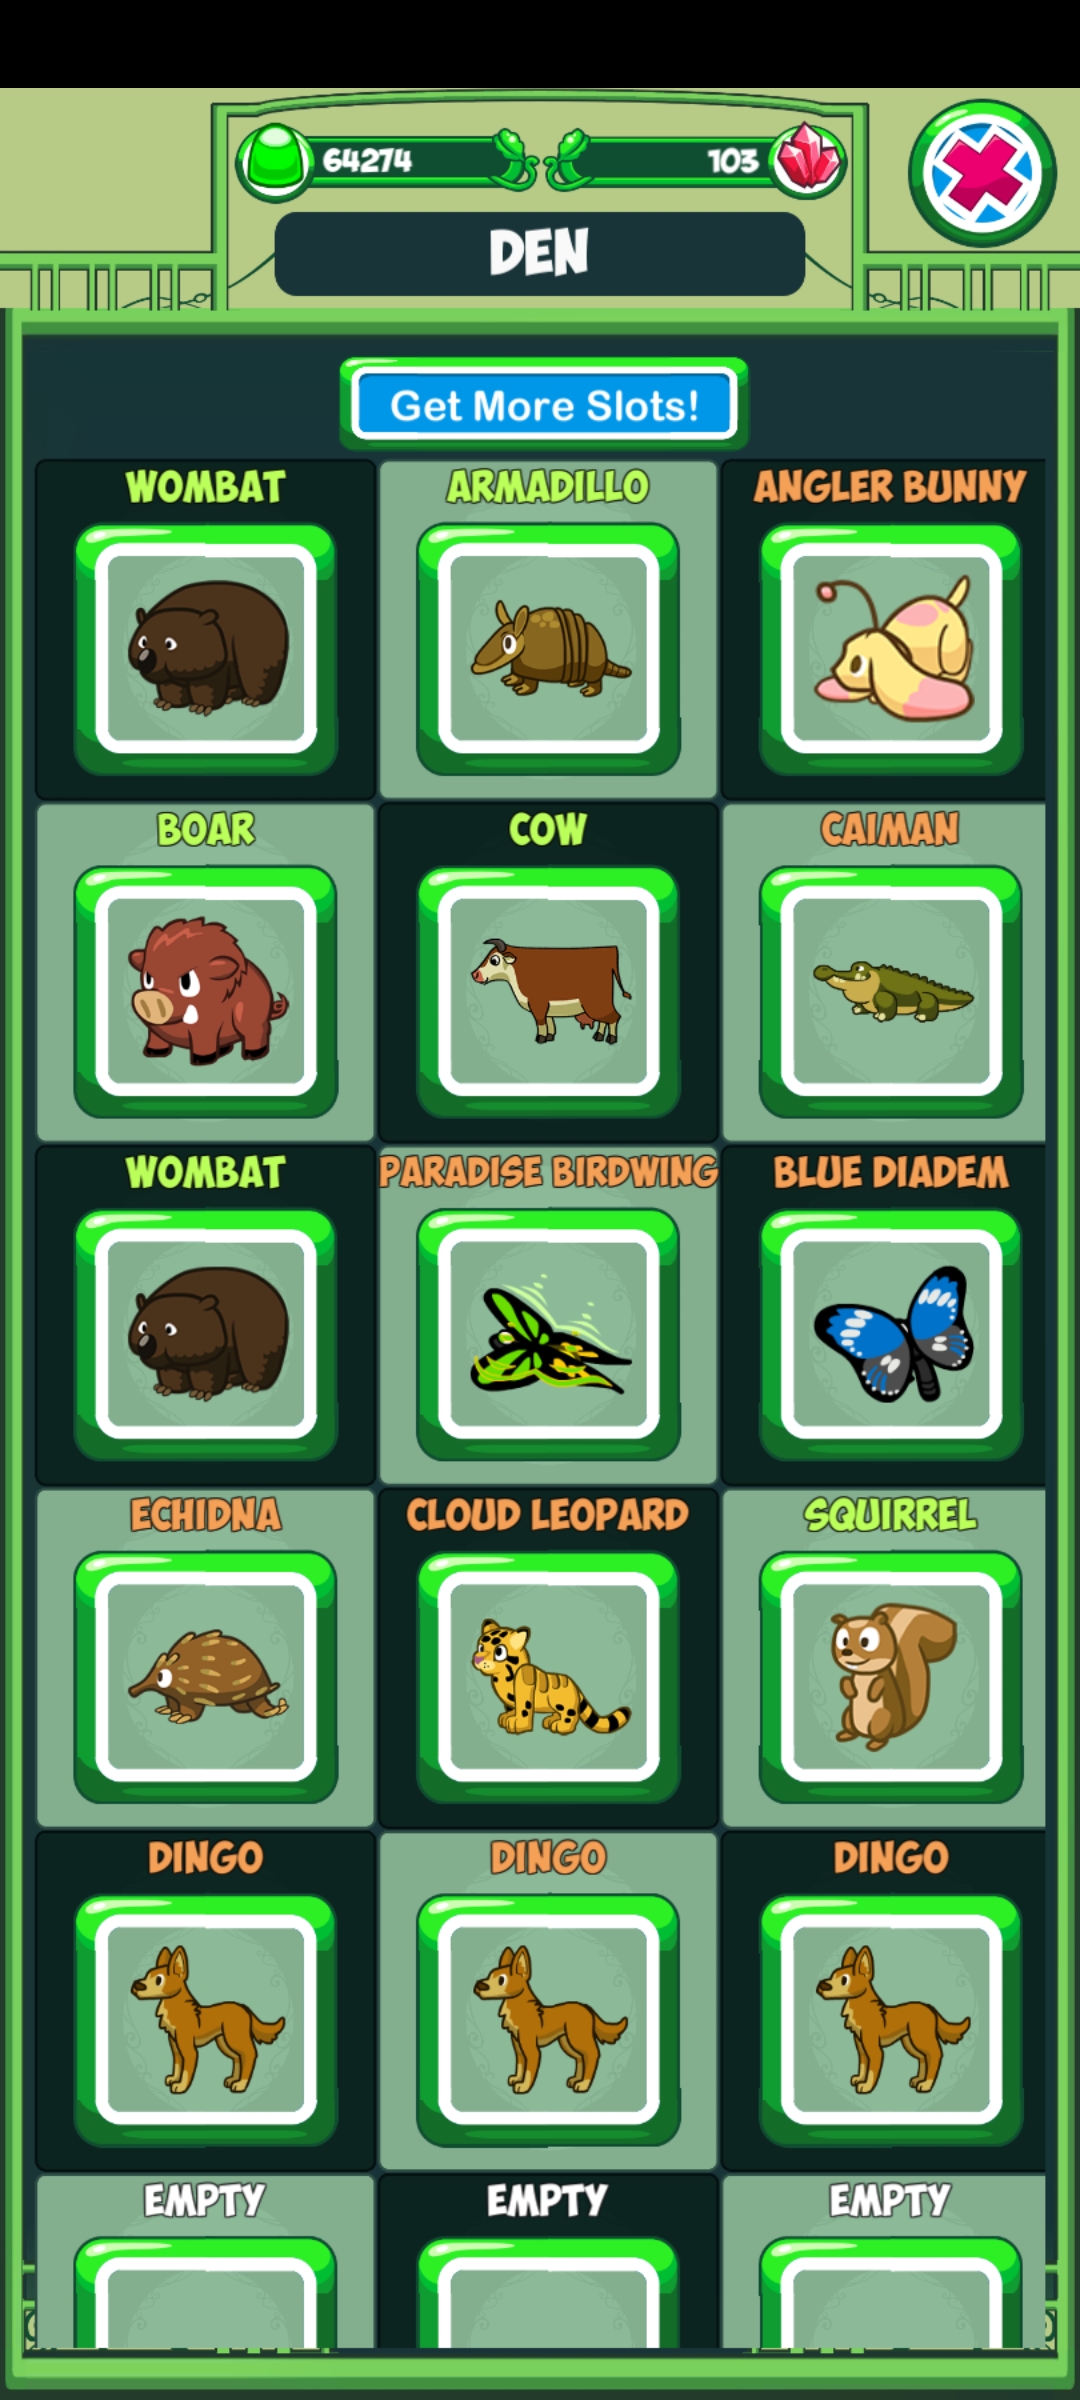 64274
103
DEN
Get More Slots!
WOMBAT
ARMADILLO
ANGLER BUNNY
BOAR
COW
CAIMAN
WOMBAT
PARADISE BIRDWING
BLUE DIADEM
ECHIDNA
CLOUD LEOPARD
SQUIRREL
DINGO
DINGO
DINGO
EMPTY
EMPTY
EMPTY